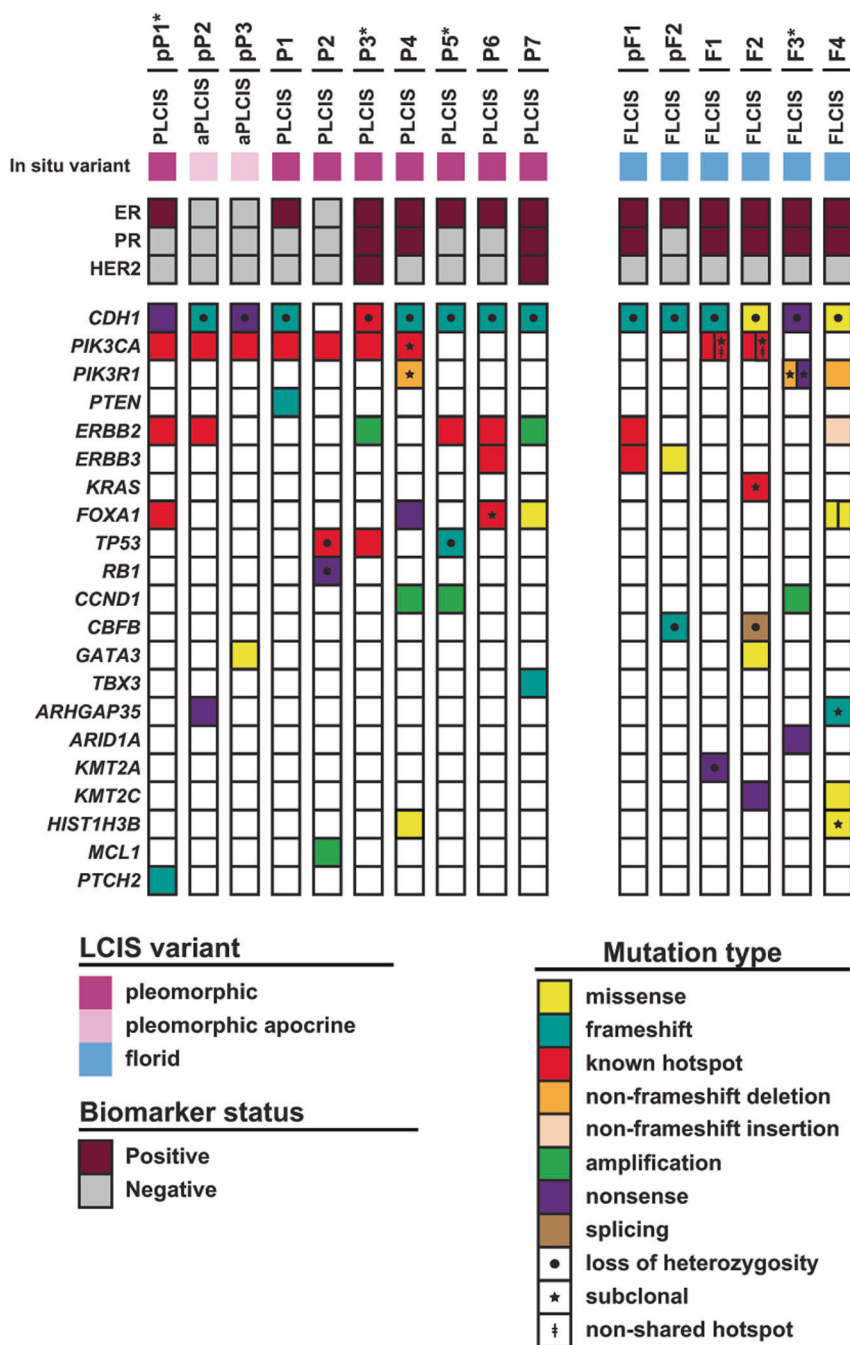 pP1* pP2 pP3 P1 P2 P3* P4 P5* P6 P7 pF1 pF2 F1 F2 F3* F4
PLCIS aPLCIS aPLCIS PLCIS PLCIS PLCIS PLCIS PLCIS PLCIS PLCIS FLCIS FLCIS FLCIS FLCIS FLCIS FLCIS
In situ variant
ER
PR
HER2
CDH1
PIK3CA
PIK3R1
PTEN
ERBB2
ERBB3
KRAS
FOXA1
TP53
RB1
CCND1
CBFB
GATA3
TBX3
ARHGAP35
ARID1A
KMT2A
KMT2C
HIST1H3B
MCL1
PTCH2
LCIS variant
pleomorphic
pleomorphic apocrine
florid
Biomarker status
Positive
Negative
Mutation type
missense
frameshift
known hotspot
non-frameshift deletion
non-frameshift insertion
amplification
nonsense
splicing
loss of heterozygosity
subclonal
non-shared hotspot